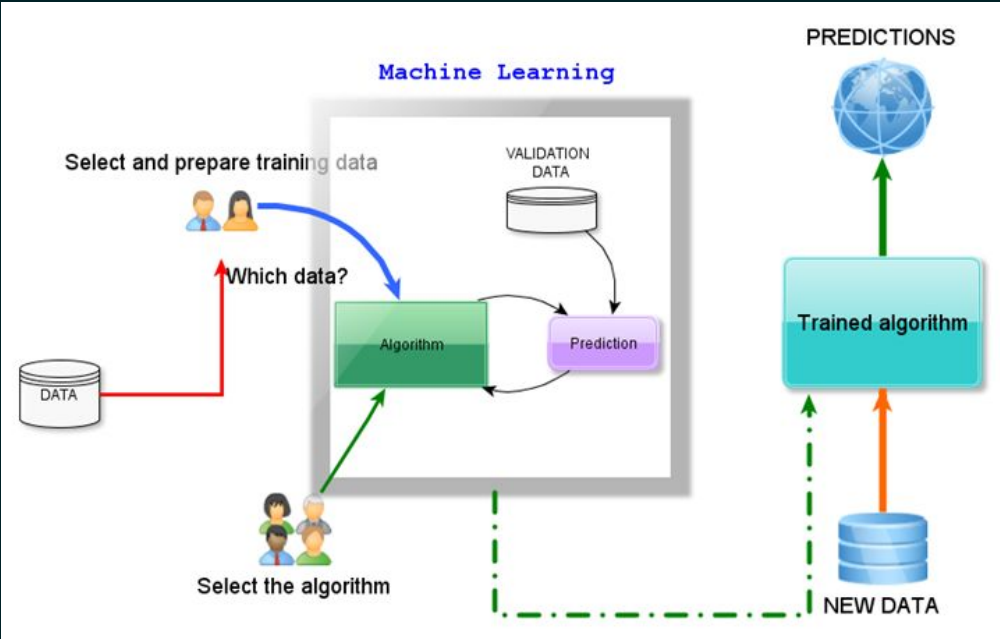 PREDICTIONS
Machine Learning
Select and prepare training data
VALIDATION
DATA
Which data?
Algorithm
Prediction
Trained algorithm
DATA
Select the algorithm
NEW DATA